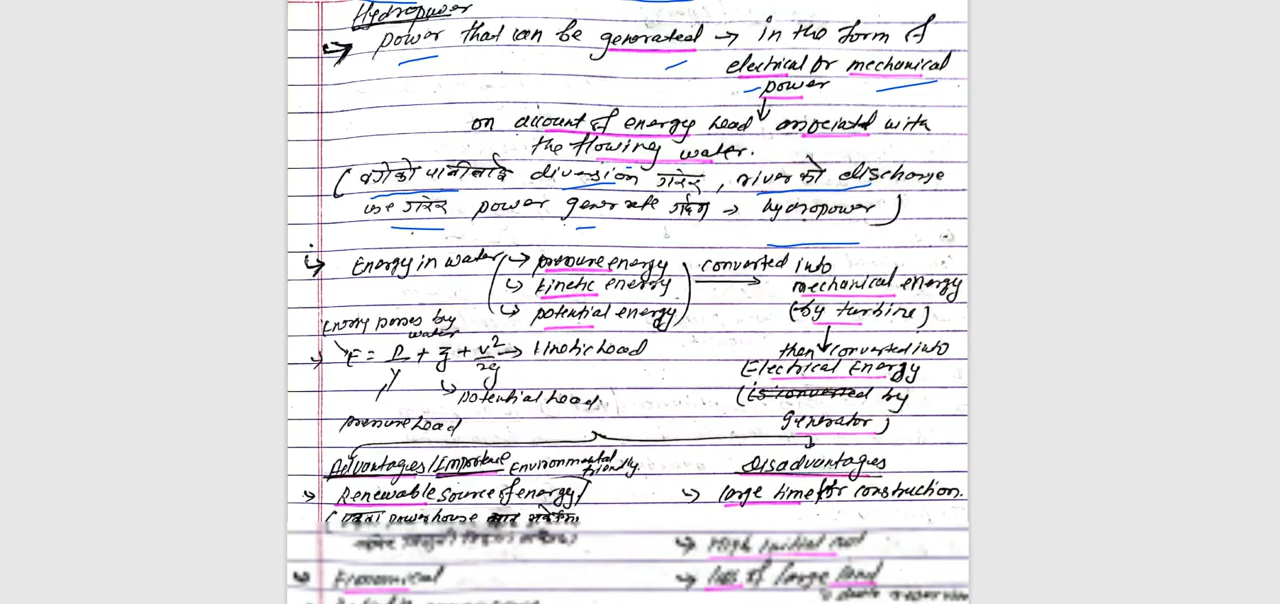 Hydropower
→ power that can be generated → in the form of
electrical or mechanical
power
↓
on account of energy head associated with
the flowing water.
( diversion गरेर, river को discharge
use गरेर power generate गर्दछ → hydropower)
→ Energy in water ( ↳ pressure energy converted into
↳ kinetic energy → mechanical energy
↳ potential energy) (by turbine)
Energy posses by
water
↓
→ E = P/γ + z + v²/2g → Kinetic head
then converted into
Electrical Energy
↳ potential head
(is converted by
generator)
pressure head
Advantages/Importance Environmental friendly.
Disadvantages
→ Renewable source of energy
→ large time for construction.
( powerhouse
→ High initial cost
→ Economical
→ loss of large land